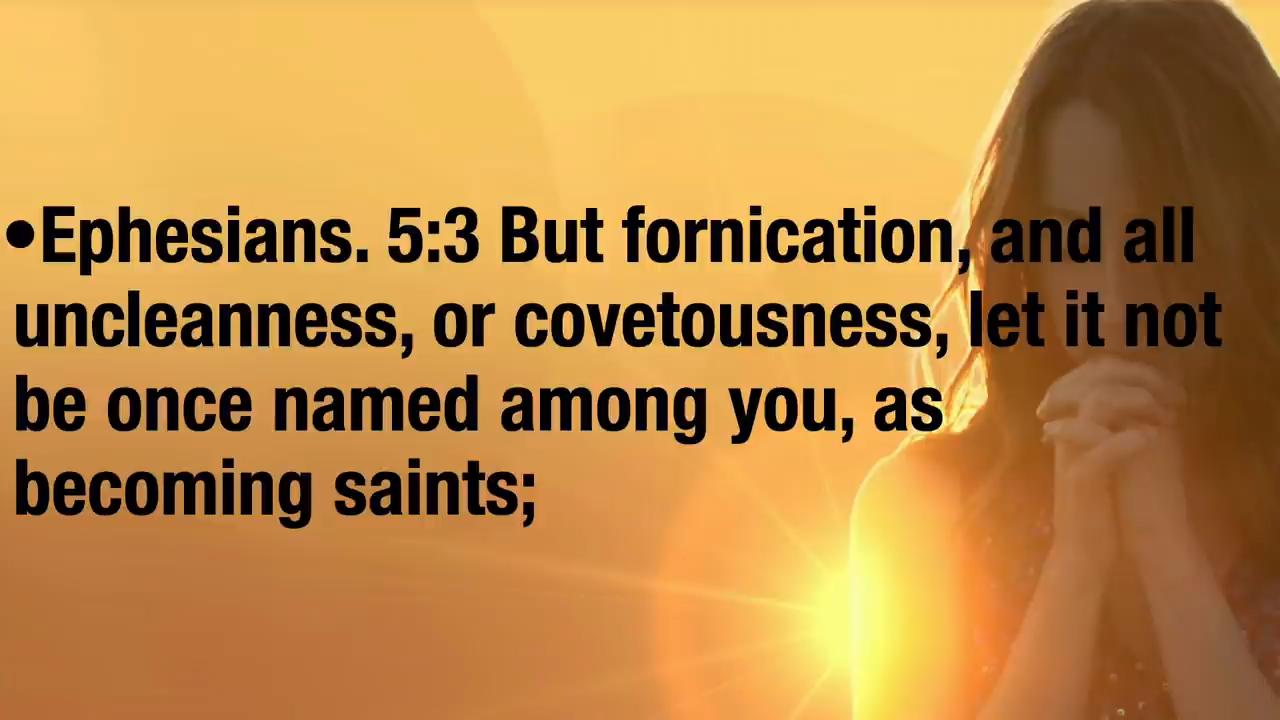 •Ephesians. 5:3 But fornication, and all
uncleanness, or covetousness, let it not
be once named among you, as
becoming saints;